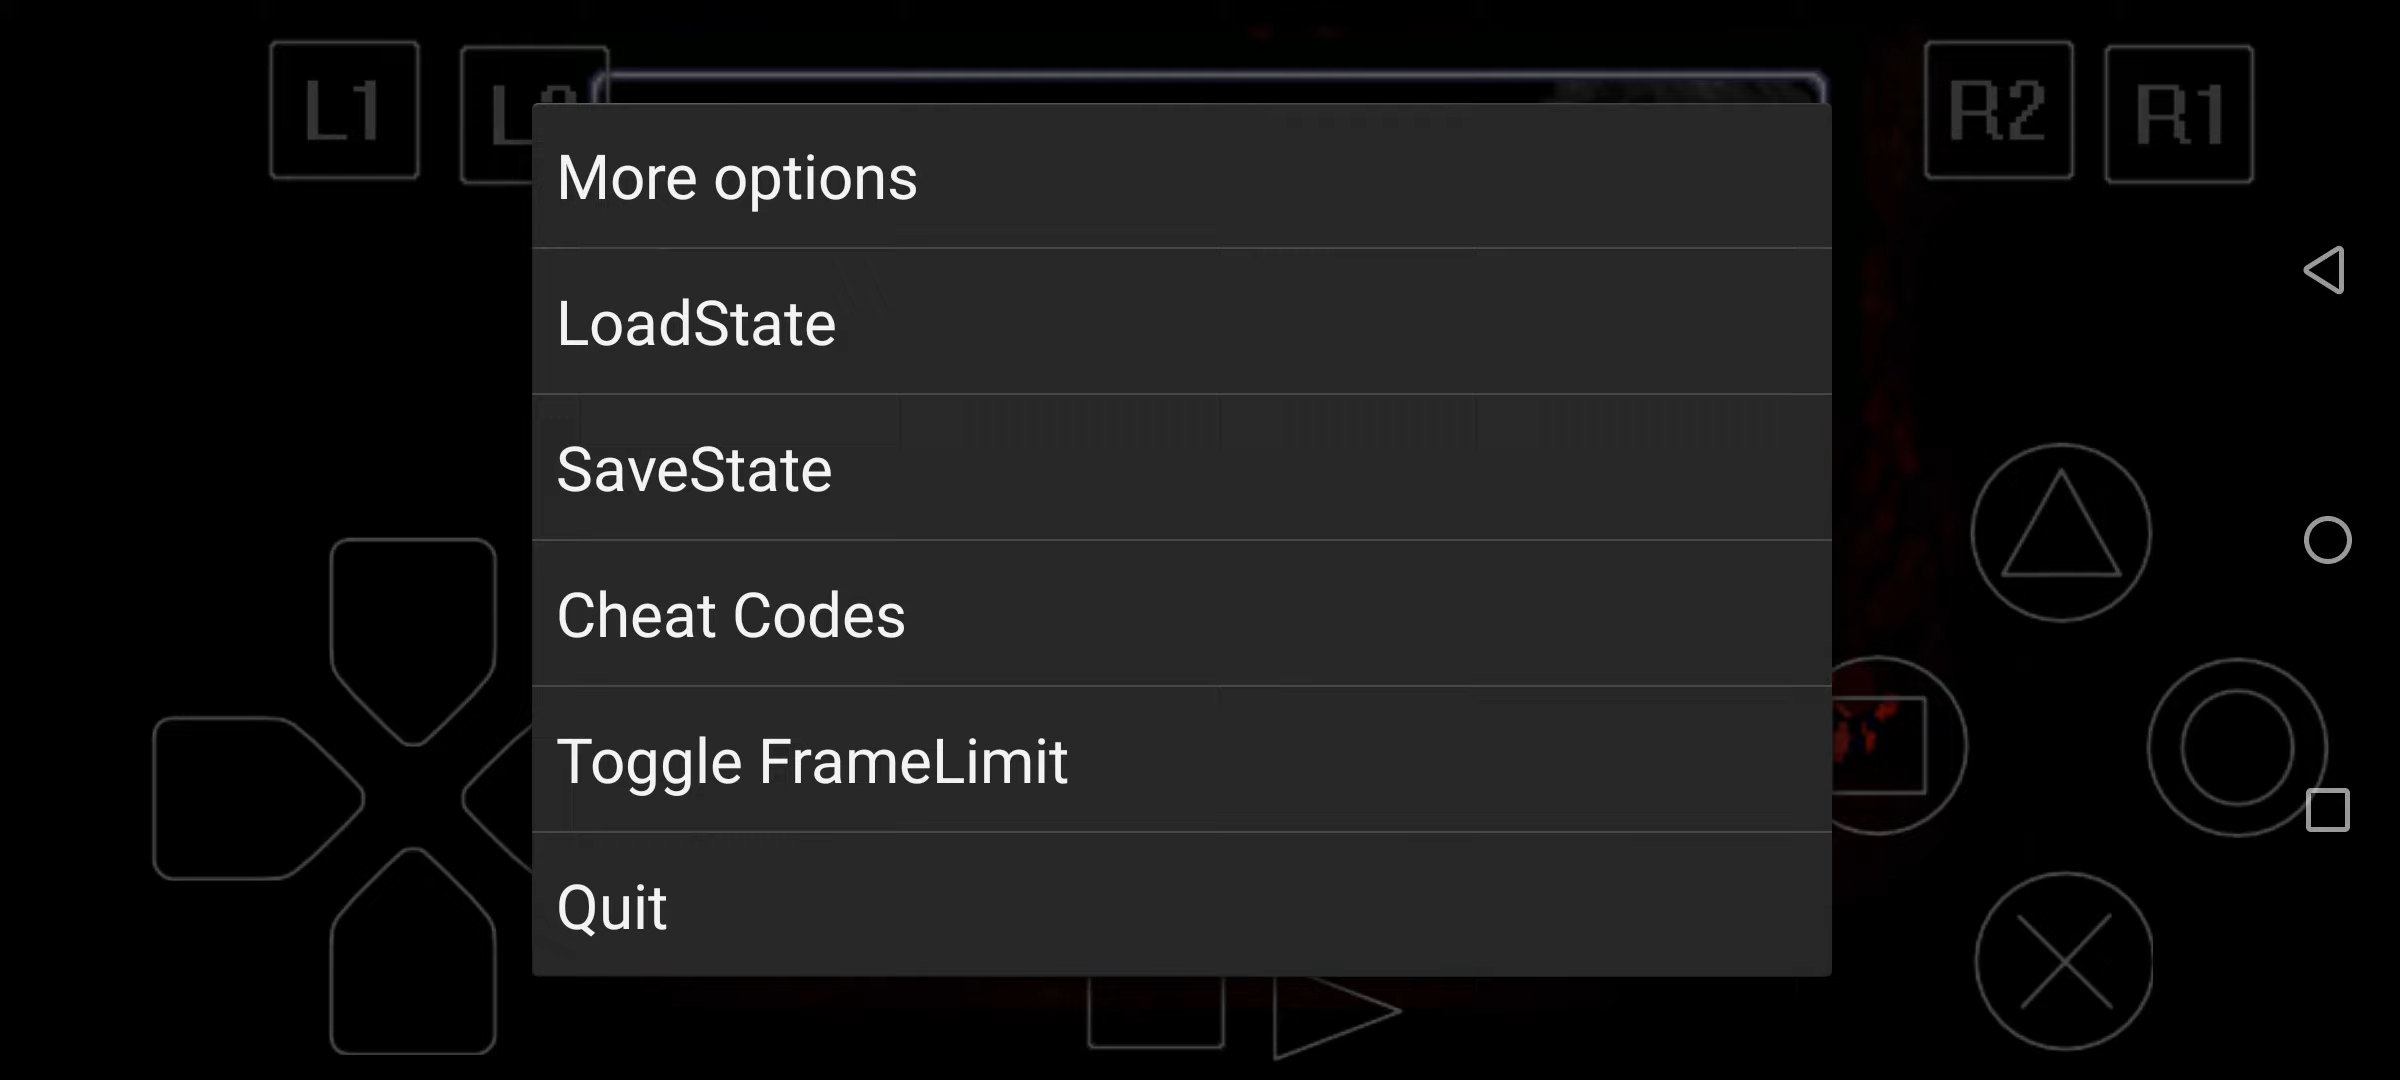 L1
R2
R1
More options
LoadState
SaveState
Cheat Codes
Toggle FrameLimit
Quit